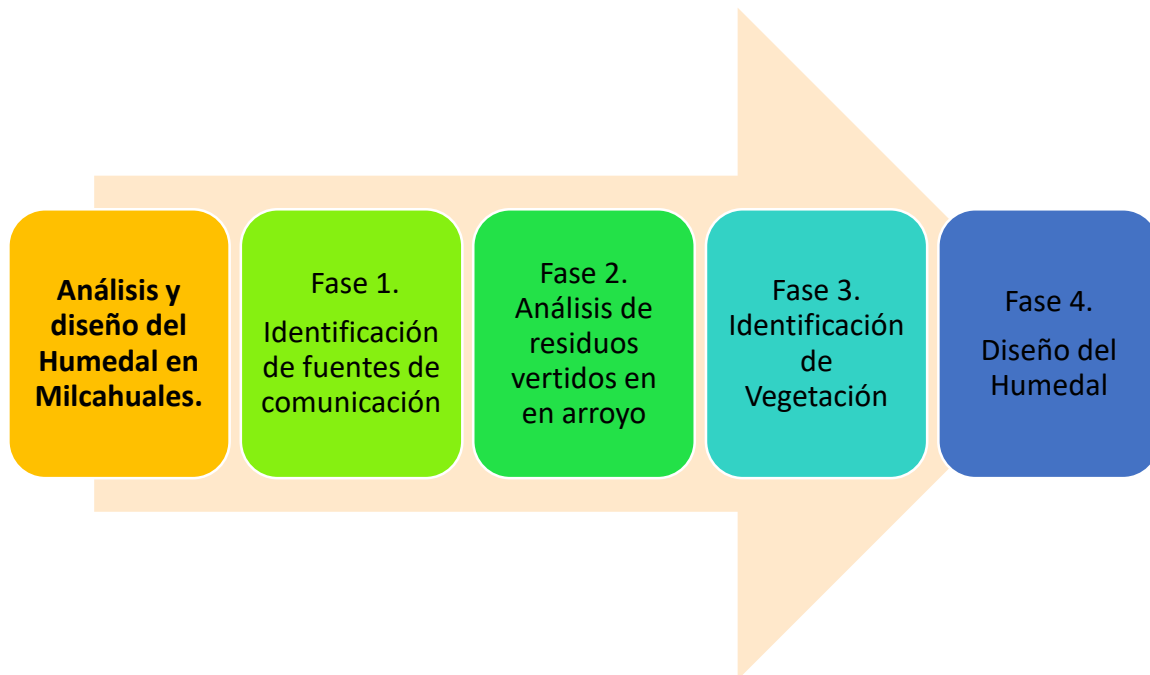 Análisis y
diseño del
Humedal en
Milcahuales.
Fase 1.
Identificación
de fuentes de
comunicación
Fase 2.
Análisis de
residuos
vertidos en
en arroyo
Fase 3.
Identificación
de
Vegetación
Fase 4.
Diseño del
Humedal